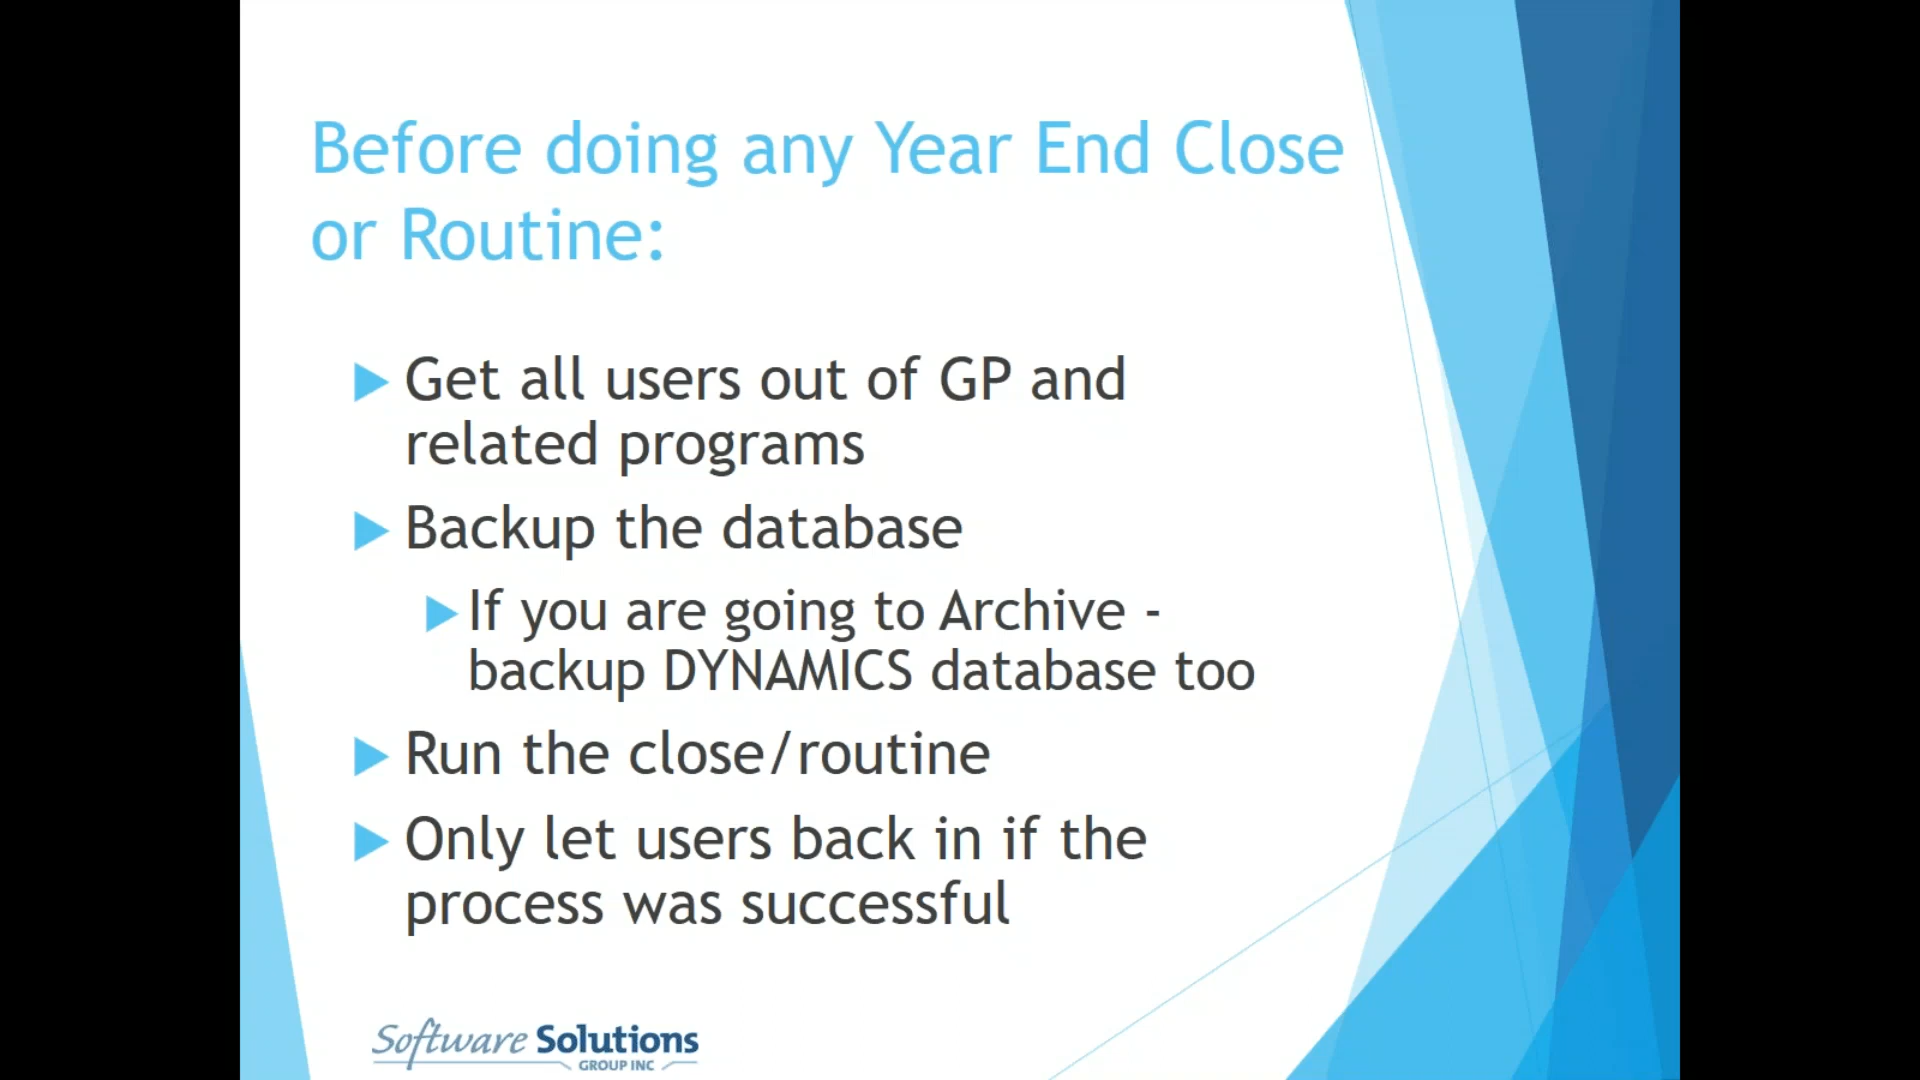 Before doing any Year End Close
or Routine:
Get all users out of GP and
related programs
Backup the database
If you are going to Archive -
backup DYNAMICS database too
Run the close/routine
Only let users back in if the
process was successful
Software Solutions
GROUP INC